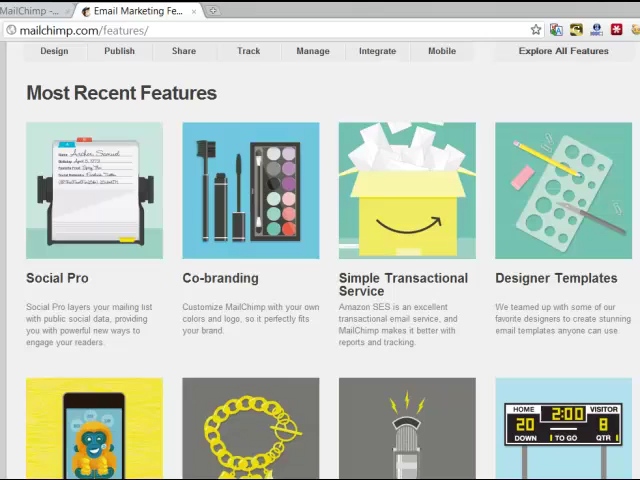 MailChimp -...
Email Marketing Fe...
mailchimp.com/features/
Design Publish Share Track Manage Integrate Mobile Explore All Features
Most Recent Features
Archer Samuel
Social Pro
Social Pro layers your mailing list
with public social data, providing
you with powerful new ways to
engage your readers.
Co-branding
Customize MailChimp with your own
colors and logo, so it perfectly fits
your brand.
Simple Transactional
Service
Amazon SES is an excellent
transactional email service, and
MailChimp makes it better with
reports and tracking.
Designer Templates
We teamed up with some of our
favorite designers to create stunning
email templates anyone can use.
HOME 2:00 VISITOR
20 8
DOWN TO GO QTR